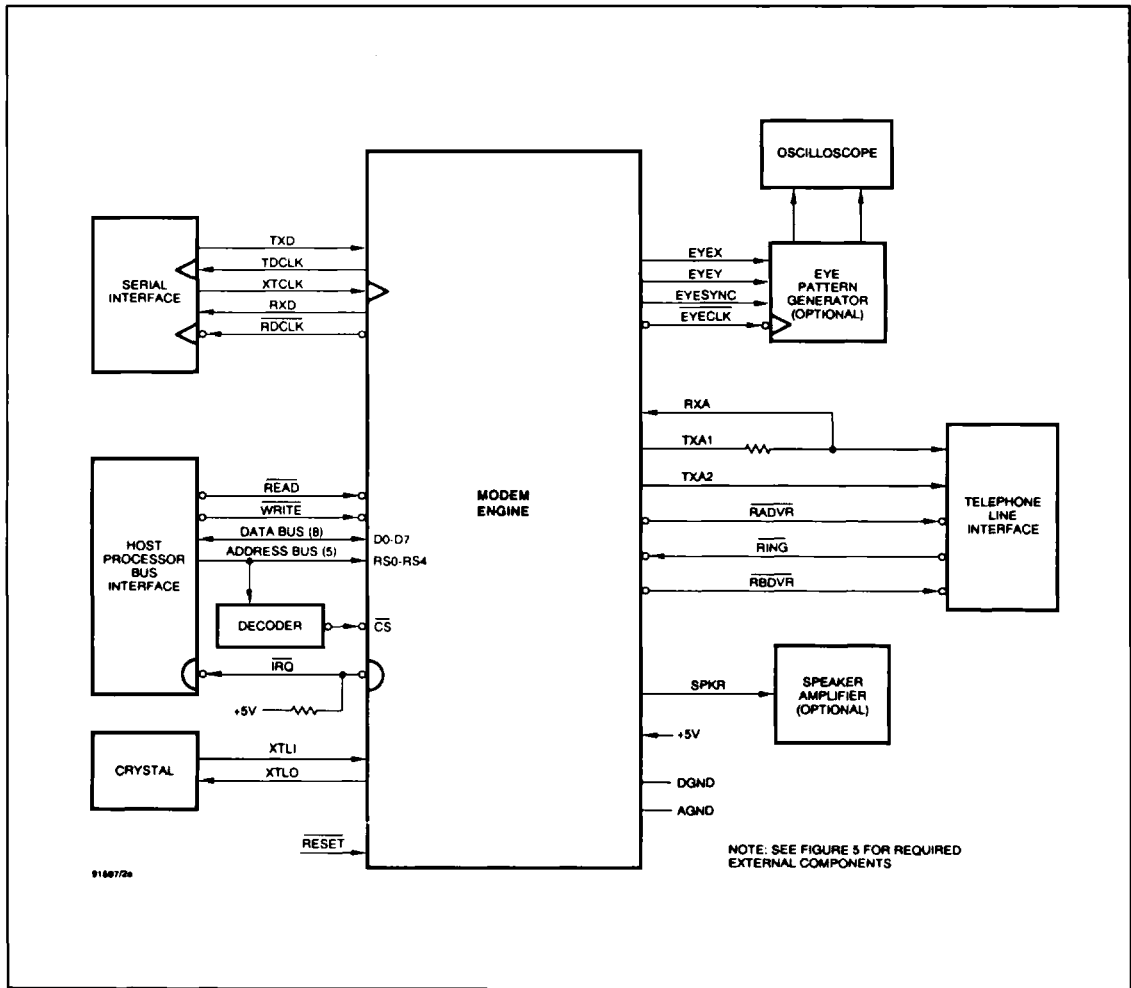 OSCILLOSCOPE
SERIAL
INTERFACE
TXD
TDCLK
XTCLK
RXD
RDCLK
EYEX
EYEY
EYESYNC
EYECLK
EYE
PATTERN
GENERATOR
(OPTIONAL)
HOST
PROCESSOR
BUS
INTERFACE
READ
WRITE
DATA BUS (8)
D0-D7
ADDRESS BUS (5)
RS0-RS4
DECODER
CS
IRQ
+5V
MODEM
ENGINE
RXA
TXA1
TXA2
RADVR
RING
RBDVR
TELEPHONE
LINE
INTERFACE
SPKR
SPEAKER
AMPLIFIER
(OPTIONAL)
+5V
DGND
AGND
CRYSTAL
XTLI
XTLO
RESET
NOTE: SEE FIGURE 5 FOR REQUIRED
EXTERNAL COMPONENTS